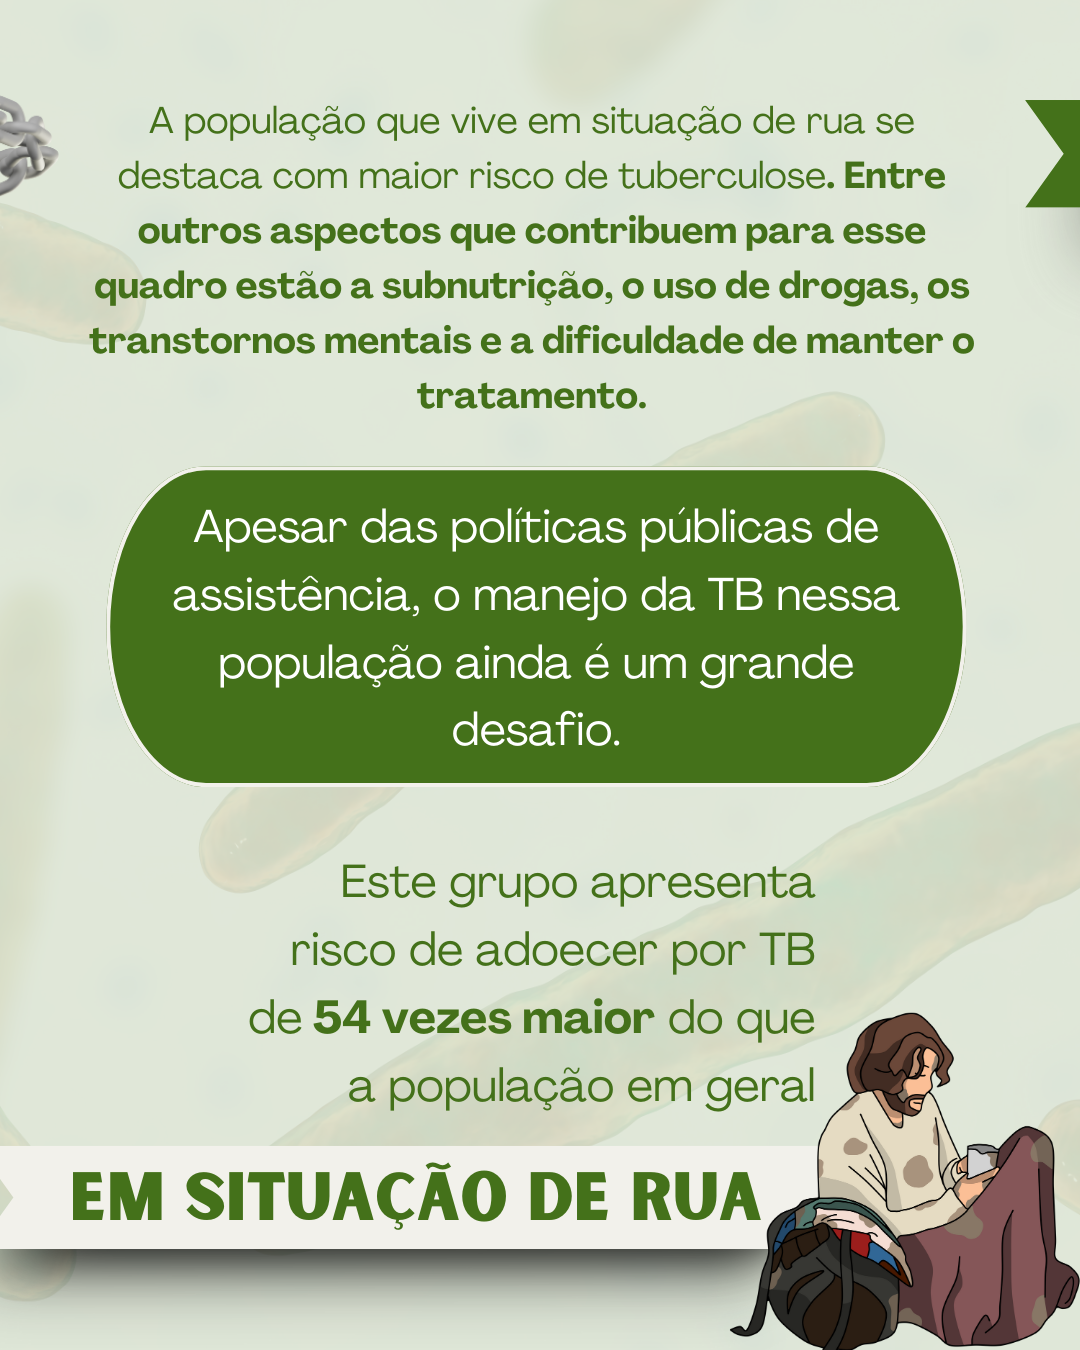 A população que vive em situação de rua se
destaca com maior risco de tuberculose. Entre
outros aspectos que contribuem para esse
quadro estão a subnutrição, o uso de drogas, os
transtornos mentais e a dificuldade de manter o
tratamento.
Apesar das políticas públicas de
assistência, o manejo da TB nessa
população ainda é um grande
desafio.
Este grupo apresenta
risco de adoecer por TB
de 54 vezes maior do que
a população em geral
EM SITUAÇÃO DE RUA